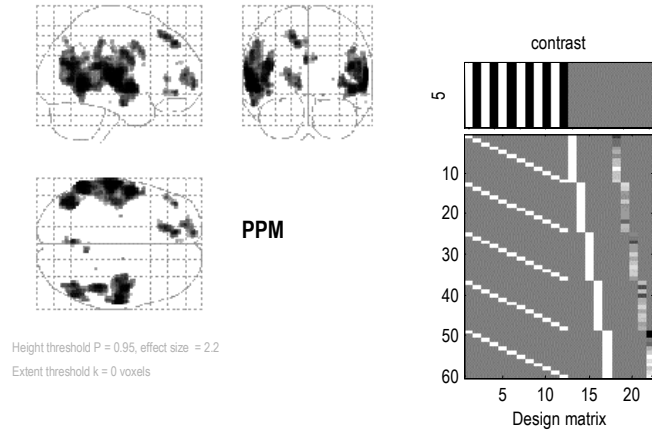 contrast
5
PPM
10
20
30
40
50
60
5
10
15
20
Design matrix
Height threshold P = 0.95, effect size = 2.2
Extent threshold k = 0 voxels